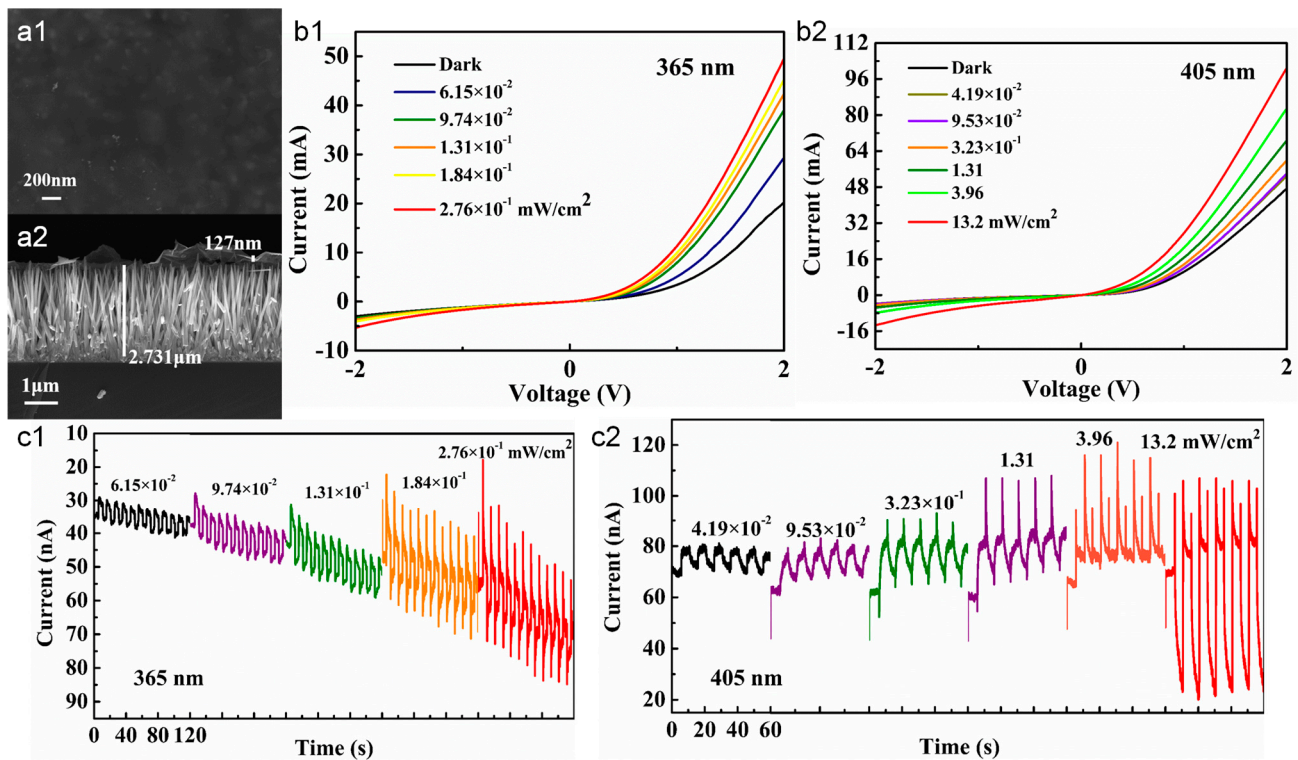 a1
200nm
a2
127nm
2.731μm
1μm
b1
365 nm
Dark
6.15×10⁻²
9.74×10⁻²
1.31×10⁻¹
1.84×10⁻¹
2.76×10⁻¹ mW/cm²
50
40
30
20
10
0
-10
Current (mA)
-2
0
2
Voltage (V)
b2
405 nm
Dark
4.19×10⁻²
9.53×10⁻²
3.23×10⁻¹
1.31
3.96
13.2 mW/cm²
112
96
80
64
48
32
16
0
-16
Current (mA)
-2
0
2
Voltage (V)
c1
2.76×10⁻¹ mW/cm²
6.15×10⁻²
9.74×10⁻²
1.31×10⁻¹
1.84×10⁻¹
10
20
30
40
50
60
70
80
90
Current (nA)
365 nm
0 40 80 120
Time (s)
c2
3.96
13.2 mW/cm²
1.31
3.23×10⁻¹
4.19×10⁻²
9.53×10⁻²
120
100
80
60
40
20
Current (nA)
405 nm
0 20 40 60
Time (s)